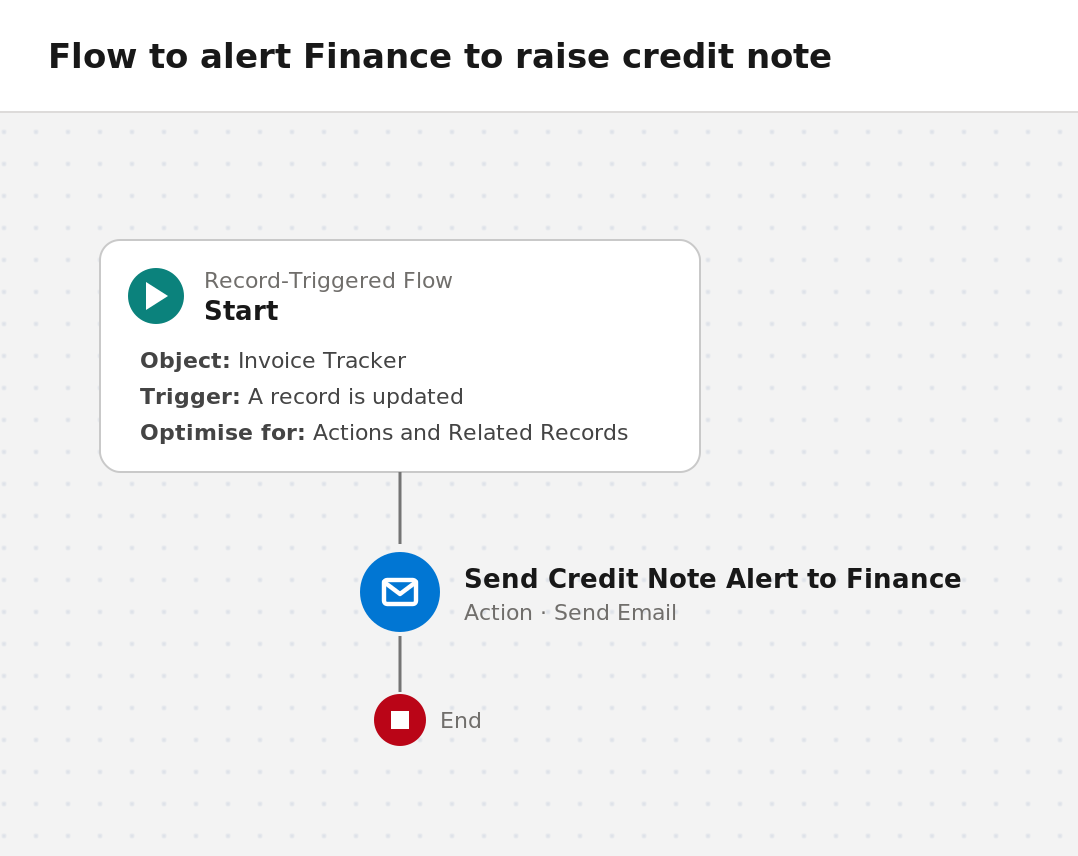 Flow to alert Finance to raise credit note
Record-Triggered Flow
Start
Object: Invoice Tracker
Trigger: A record is updated
Optimise for: Actions and Related Records
Send Credit Note Alert to Finance
Action · Send Email
End